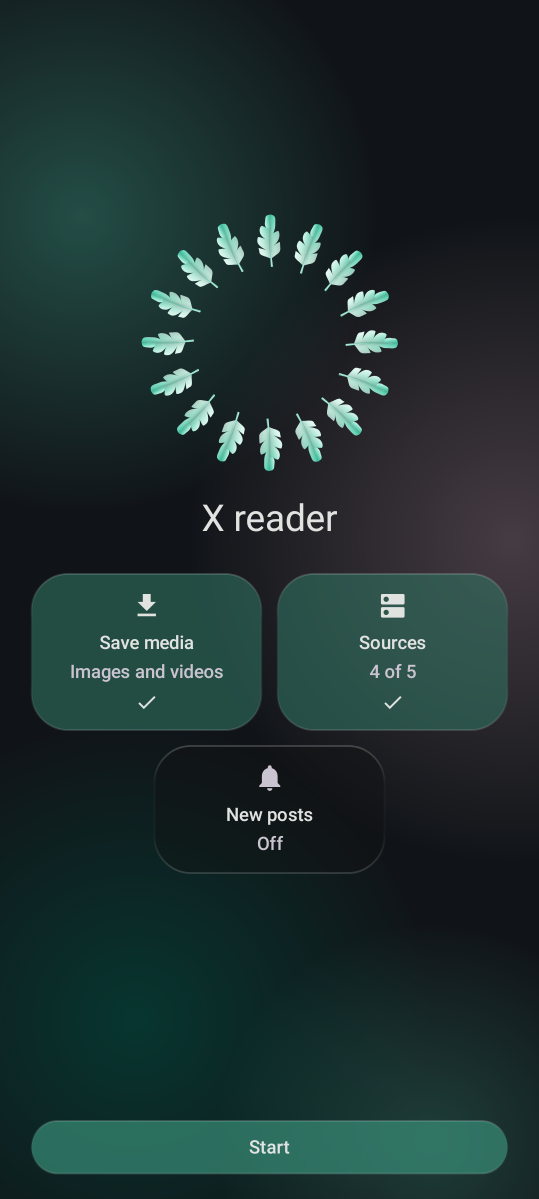 X reader
Save media
Images and videos
Sources
4 of 5
New posts
Off
Start